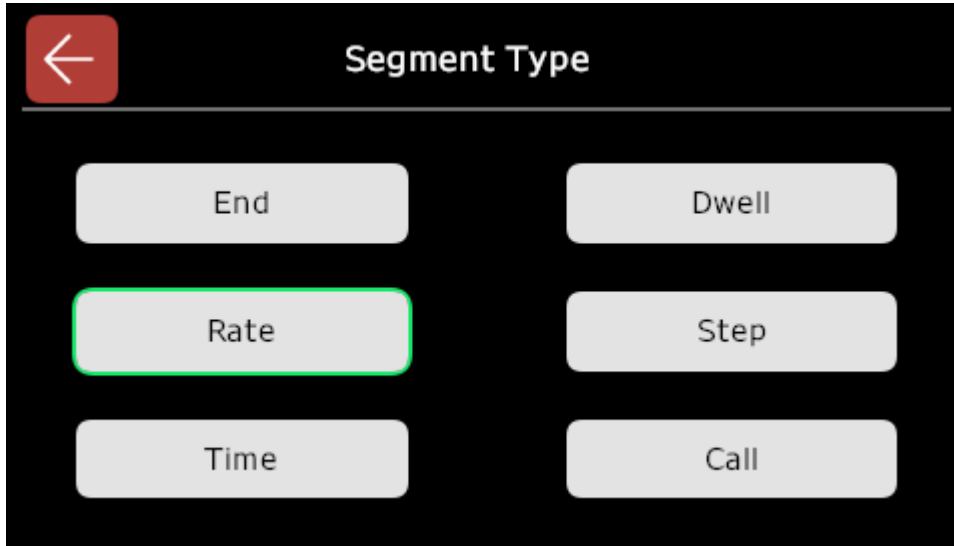 Segment Type
End
Dwell
Rate
Step
Time
Call